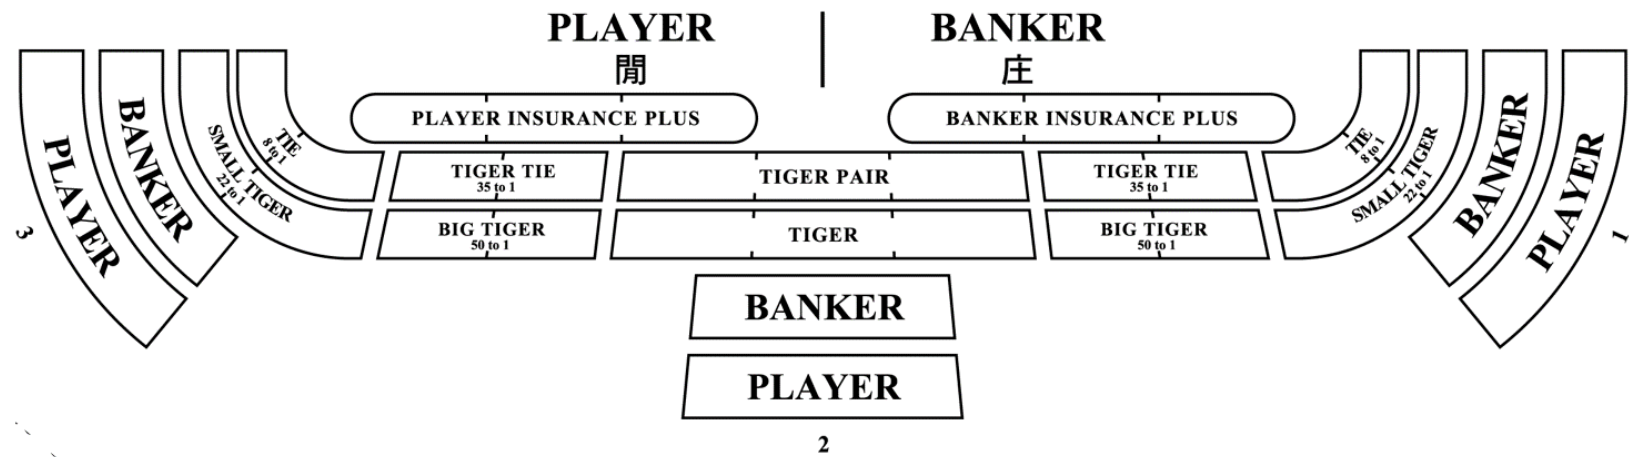 PLAYER
BANKER
閒
庄
PLAYER INSURANCE PLUS
BANKER INSURANCE PLUS
PLAYER
BANKER
SMALL TIGER
22 to 1
TIE
8 to 1
TIGER TIE
35 to 1
TIGER PAIR
TIGER TIE
35 to 1
TIE
8 to 1
SMALL TIGER
22 to 1
BANKER
PLAYER
BIG TIGER
50 to 1
TIGER
BIG TIGER
50 to 1
3
1
BANKER
PLAYER
2